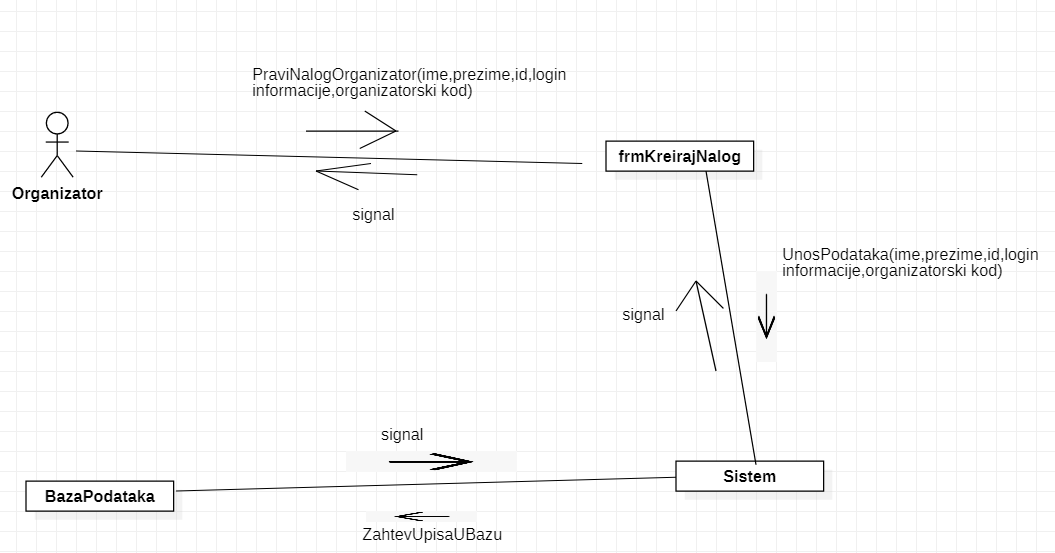 PraviNalogOrganizator(ime,prezime,id,login
informacije,organizatorski kod)
frmKreirajNalog
Organizator
signal
UnosPodataka(ime,prezime,id,login
informacije,organizatorski kod)
signal
signal
Sistem
BazaPodataka
ZahtevUpisaUBazu